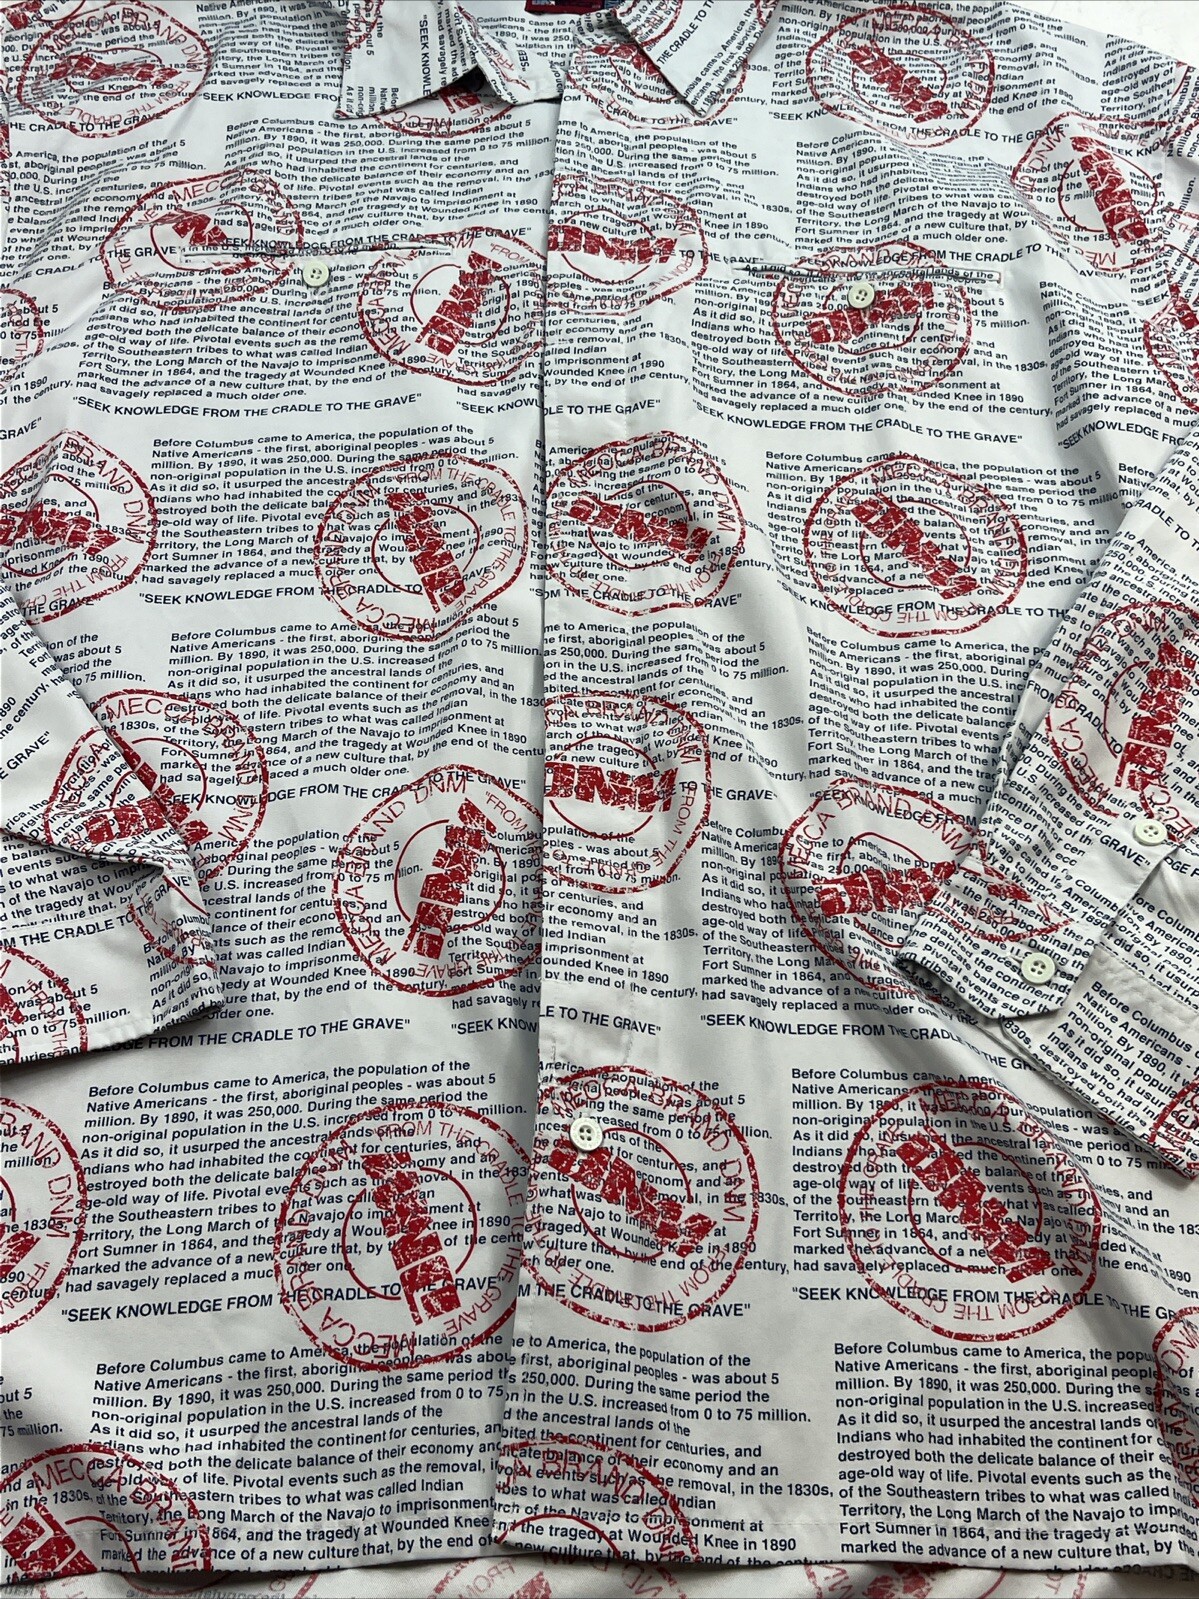 Before Columbus came to America, the population of the
Native Americans - the first, aboriginal peoples - was about 5
million. By 1890, it was 250,000. During the same period the
non-original population in the U.S. increased from 0 to 75 million.
As it did so, it usurped the ancestral lands of the
Indians who had inhabited the continent for centuries, and
destroyed both the delicate balance of their economy and an
age-old way of life. Pivotal events such as the removal, in the 1830s,
of the Southeastern tribes to what was called Indian
Territory, the Long March of the Navajo to imprisonment at
Fort Sumner in 1864, and the tragedy at Wounded Knee in 1890
marked the advance of a new culture that, by the end of the century,
had savagely replaced a much older one.
"SEEK KNOWLEDGE FROM THE CRADLE TO THE GRAVE"
MECCA BRAND DNM
"FROM THE CRADLE TO THE GRAVE